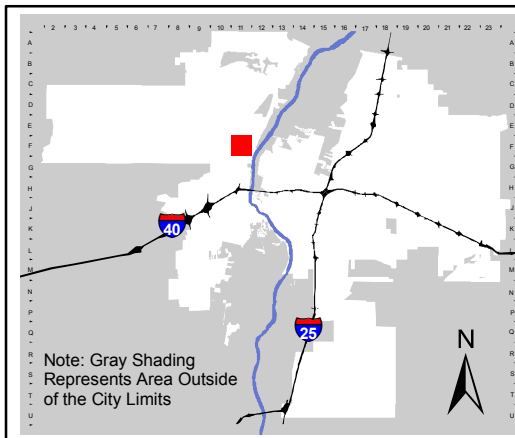 2 3 4 5 6 7 8 9 10 11 12 13 14 15 16 17 18 19 20 21 22 23
A A
B B
C C
D D
E E
F F
G G
H H
J J
K K
40
L L
M M
N N
P P
25
Q Q
N
Note: Gray Shading
R R
Represents Area Outside
S S
of the City Limits
T T
U U